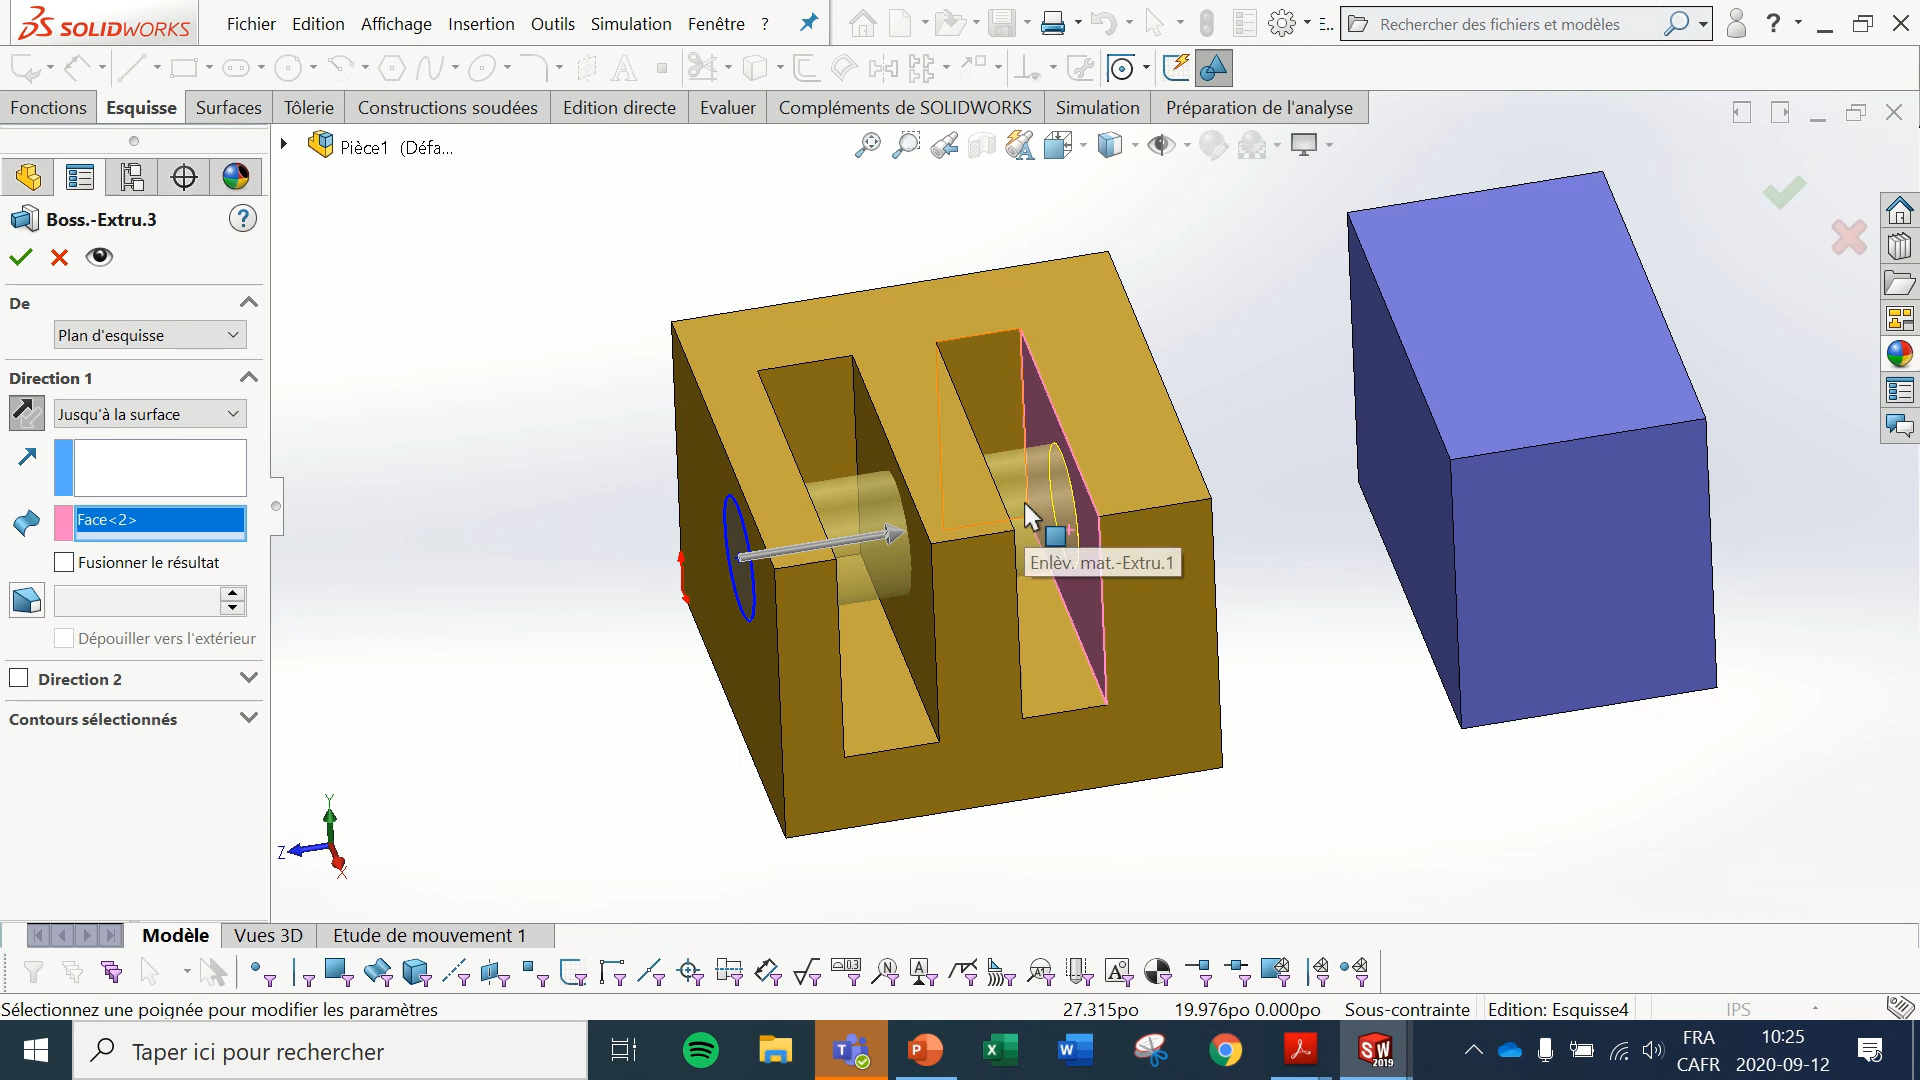 SOLIDWORKS
Fichier Edition Affichage Insertion Outils Simulation Fenêtre ?
E...
Rechercher des fichiers et modèles
?
Fonctions Esquisse Surfaces Tôlerie Constructions soudées Edition directe Evaluer Compléments de SOLIDWORKS Simulation Préparation de l'analyse
Pièce1 (Défa...
Boss.-Extru.3
?
De
Plan d'esquisse
Direction 1
Jusqu'à la surface
Face<2>
Fusionner le résultat
Dépouiller vers l'extérieur
Direction 2
Contours sélectionnés
Enlèv. mat.-Extru.1
Y
Z
X
Modèle Vues 3D Etude de mouvement 1
Sélectionnez une poignée pour modifier les paramètres
27.315po 19.976po 0.000po Sous-contrainte Edition: Esquisse4 IPS
Taper ici pour rechercher
SW 2019
FRA
CAFR
10:25
2020-09-12